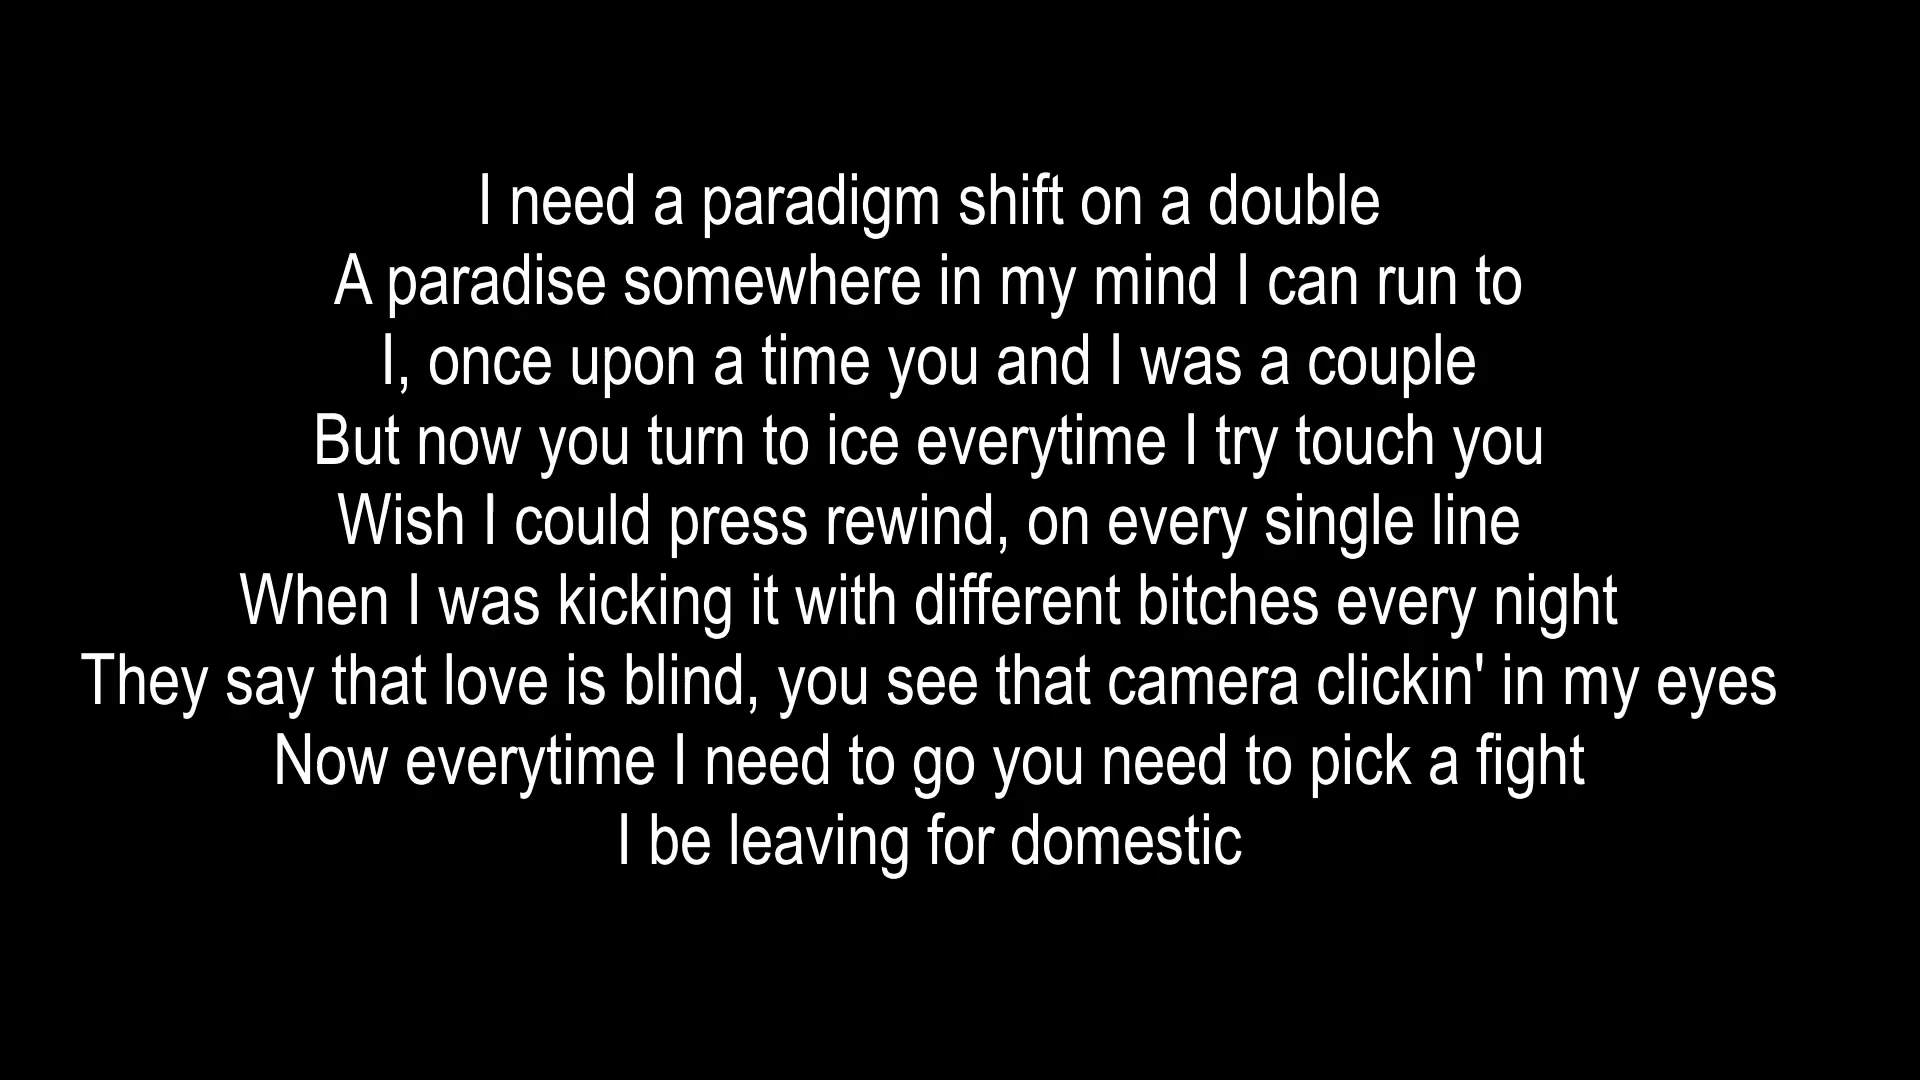 I need a paradigm shift on a double
A paradise somewhere in my mind I can run to
I, once upon a time you and I was a couple
But now you turn to ice everytime I try touch you
Wish I could press rewind, on every single line
When I was kicking it with different bitches every night
They say that love is blind, you see that camera clickin' in my eyes
Now everytime I need to go you need to pick a fight
I be leaving for domestic